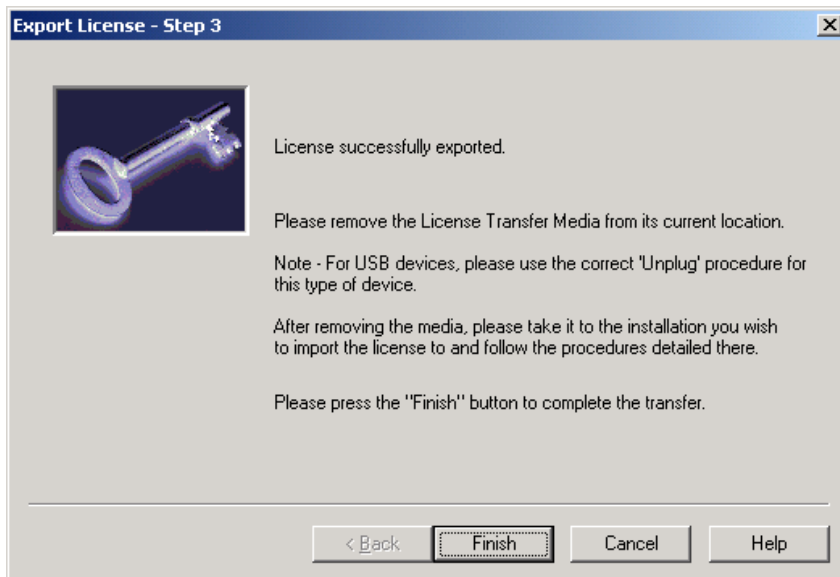 Export License - Step 3
License successfully exported.
Please remove the License Transfer Media from its current location.
Note - For USB devices, please use the correct 'Unplug' procedure for
this type of device.
After removing the media, please take it to the installation you wish
to import the license to and follow the procedures detailed there.
Please press the "Finish" button to complete the transfer.
< Back
Finish
Cancel
Help